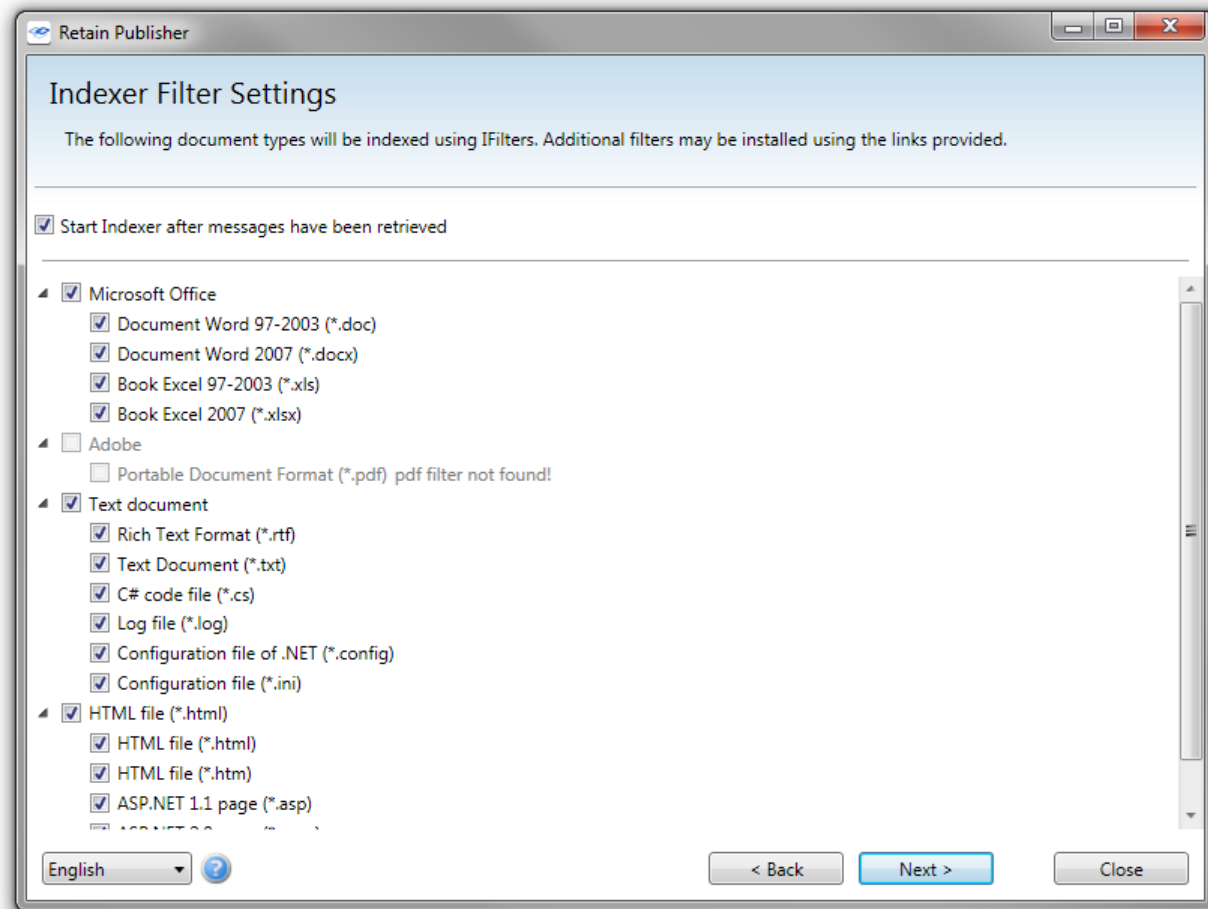 Retain Publisher
Indexer Filter Settings
The following document types will be indexed using IFilters. Additional filters may be installed using the links provided.
Start Indexer after messages have been retrieved
Microsoft Office
Document Word 97-2003 (*.doc)
Document Word 2007 (*.docx)
Book Excel 97-2003 (*.xls)
Book Excel 2007 (*.xlsx)
Adobe
Portable Document Format (*.pdf) pdf filter not found!
Text document
Rich Text Format (*.rtf)
Text Document (*.txt)
C# code file (*.cs)
Log file (*.log)
Configuration file of .NET (*.config)
Configuration file (*.ini)
HTML file (*.html)
HTML file (*.html)
HTML file (*.htm)
ASP.NET 1.1 page (*.asp)
English ? < Back Next > Close